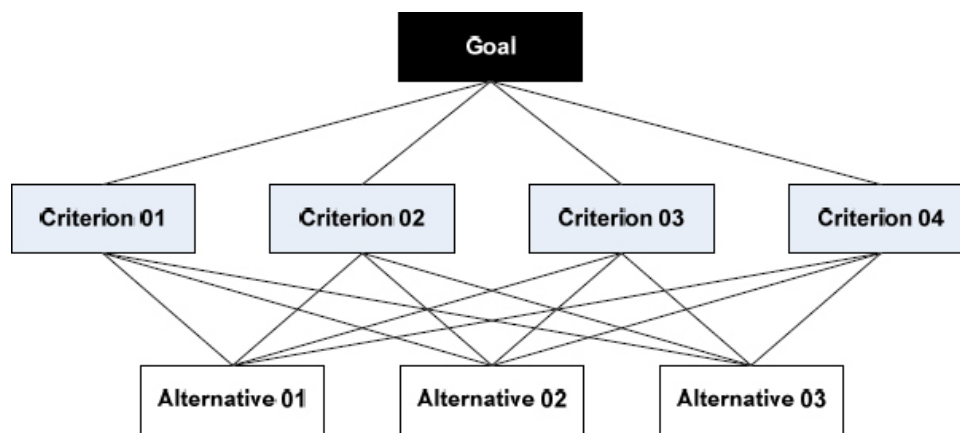 Goal
Criterion 01
Criterion 02
Criterion 03
Criterion 04
Alternative 01
Alternative 02
Alternative 03